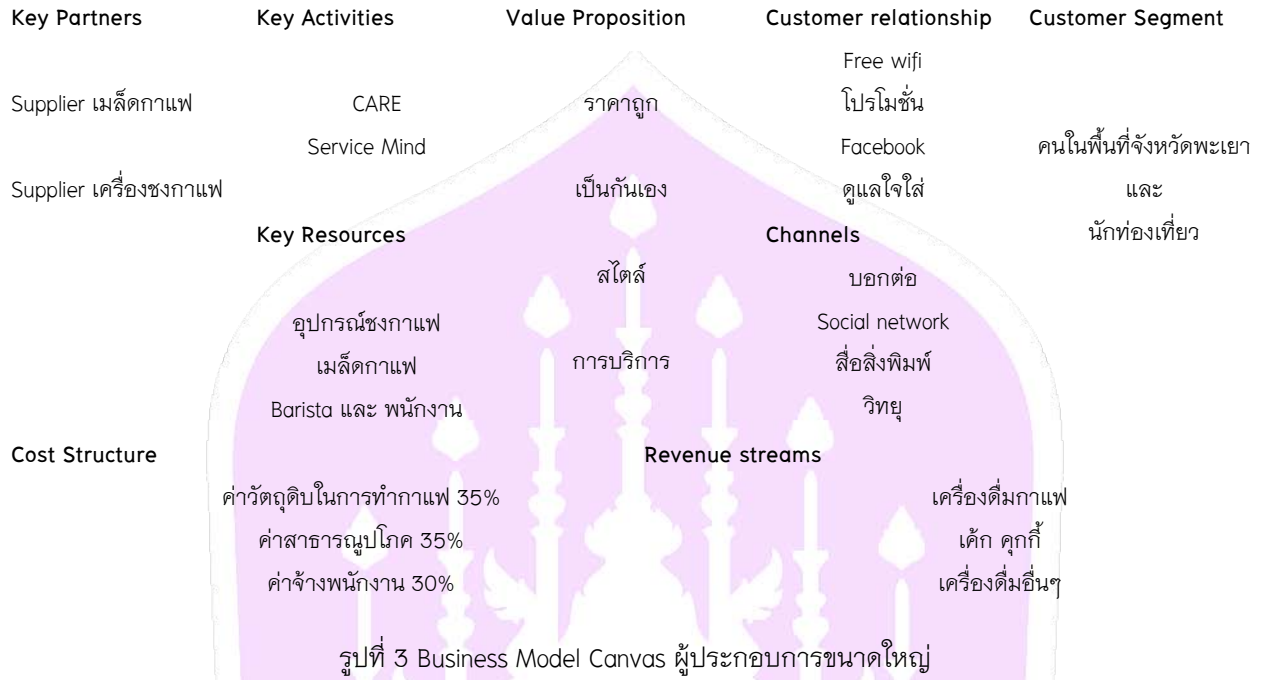 Key Partners
Supplier เมล็ดกาแฟ
Supplier เครื่องชงกาแฟ
Key Activities
CARE
Service Mind
Key Resources
อุปกรณ์ชงกาแฟ
เมล็ดกาแฟ
Barista และ พนักงาน
Value Proposition
ราคาถูก
เป็นกันเอง
สไตล์
การบริการ
Customer relationship
Free wifi
โปรโมชั่น
Facebook
ดูแลใจใส่
Channels
บอกต่อ
Social network
สื่อสิ่งพิมพ์
วิทยุ
Customer Segment
คนในพื้นที่จังหวัดพะเยา
และ
นักท่องเที่ยว
Cost Structure
ค่าวัตถุดิบในการทำกาแฟ 35%
ค่าสาธารณูปโภค 35%
ค่าจ้างพนักงาน 30%
Revenue streams
เครื่องดื่มกาแฟ
เค้ก คุกกี้
เครื่องดื่มอื่นๆ
รูปที่ 3 Business Model Canvas ผู้ประกอบการขนาดใหญ่